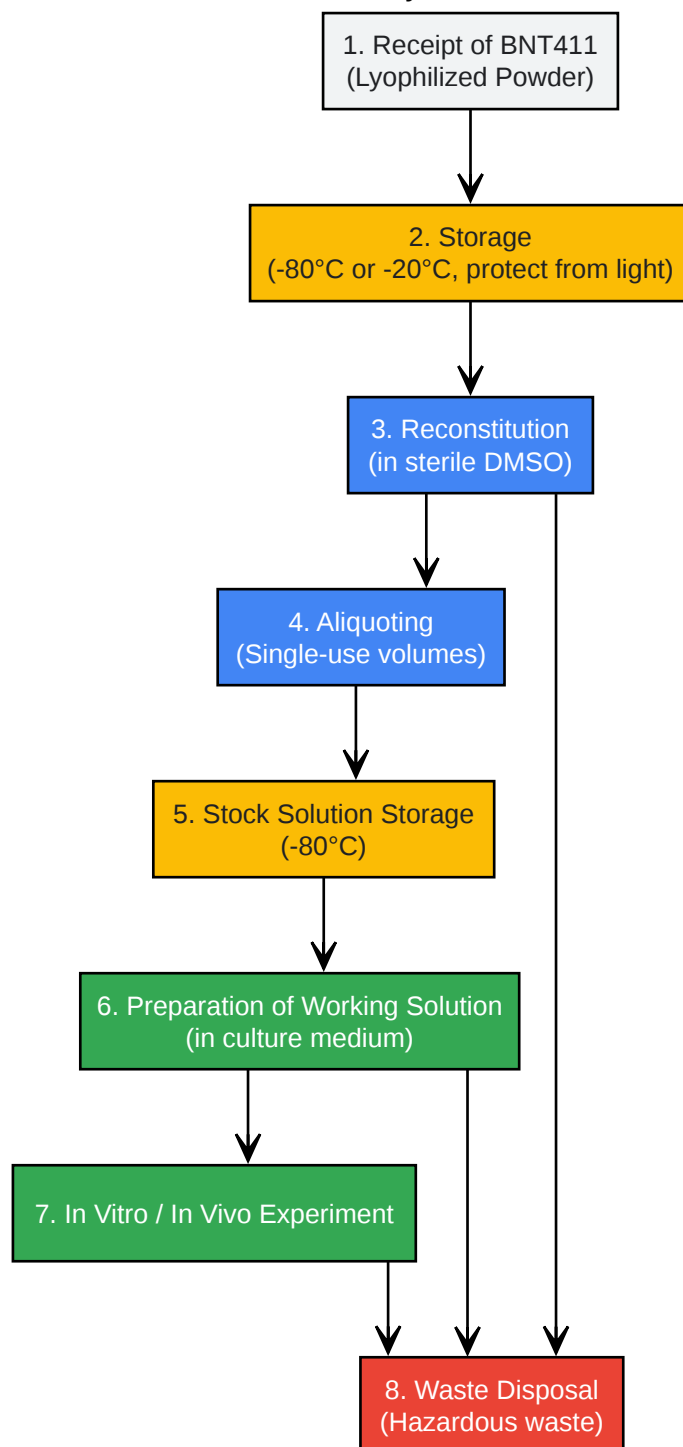 1. Receipt of BNT411
(Lyophilized Powder)
2. Storage
(-80°C or -20°C, protect from light)
3. Reconstitution
(in sterile DMSO)
4. Aliquoting
(Single-use volumes)
5. Stock Solution Storage
(-80°C)
6. Preparation of Working Solution
(in culture medium)
7. In Vitro / In Vivo Experiment
8. Waste Disposal
(Hazardous waste)